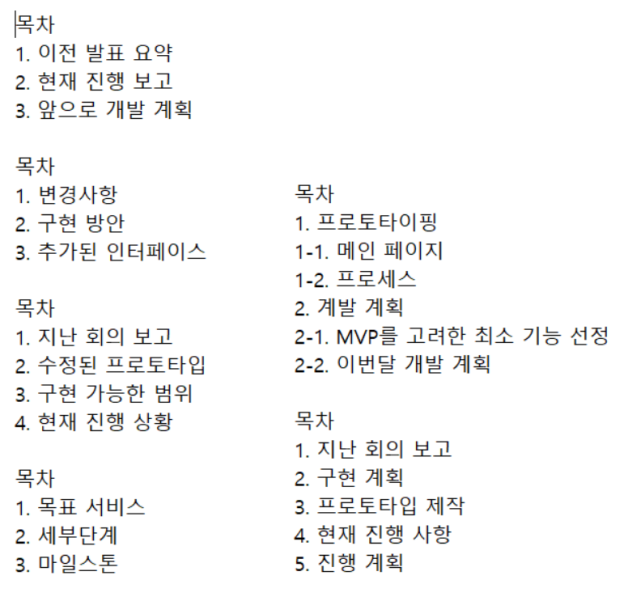 목차
1. 이전 발표 요약
2. 현재 진행 보고
3. 앞으로 개발 계획
목차
1. 변경사항
2. 구현 방안
3. 추가된 인터페이스
목차
1. 지난 회의 보고
2. 수정된 프로토타입
3. 구현 가능한 범위
4. 현재 진행 상황
목차
1. 목표 서비스
2. 세부단계
3. 마일스톤
목차
1. 프로토타이핑
1-1. 메인 페이지
1-2. 프로세스
2. 계발 계획
2-1. MVP를 고려한 최소 기능 선정
2-2. 이번달 개발 계획
목차
1. 지난 회의 보고
2. 구현 계획
3. 프로토타입 제작
4. 현재 진행 사항
5. 진행 계획